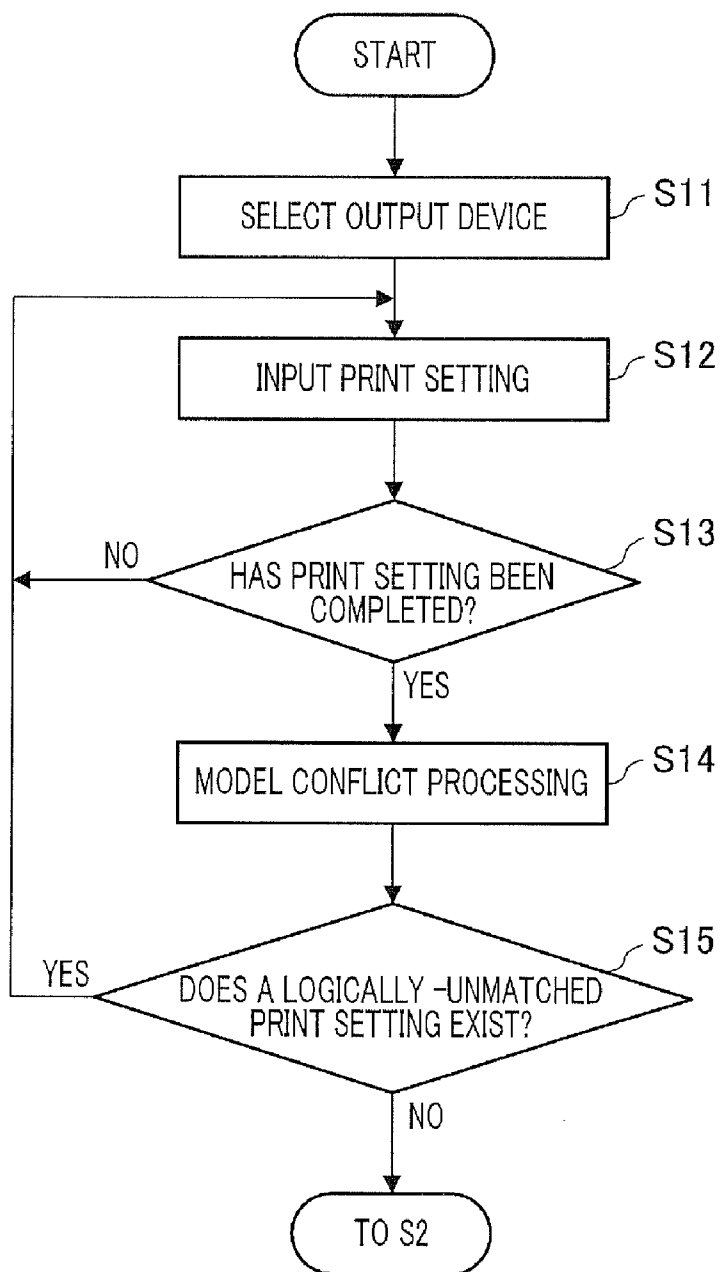 START
SELECT OUTPUT DEVICE
S11
INPUT PRINT SETTING
S12
S13
NO
HAS PRINT SETTING BEEN
COMPLETED?
YES
MODEL CONFLICT PROCESSING
S14
S15
YES
DOES A LOGICALLY -UNMATCHED
PRINT SETTING EXIST?
NO
TO S2